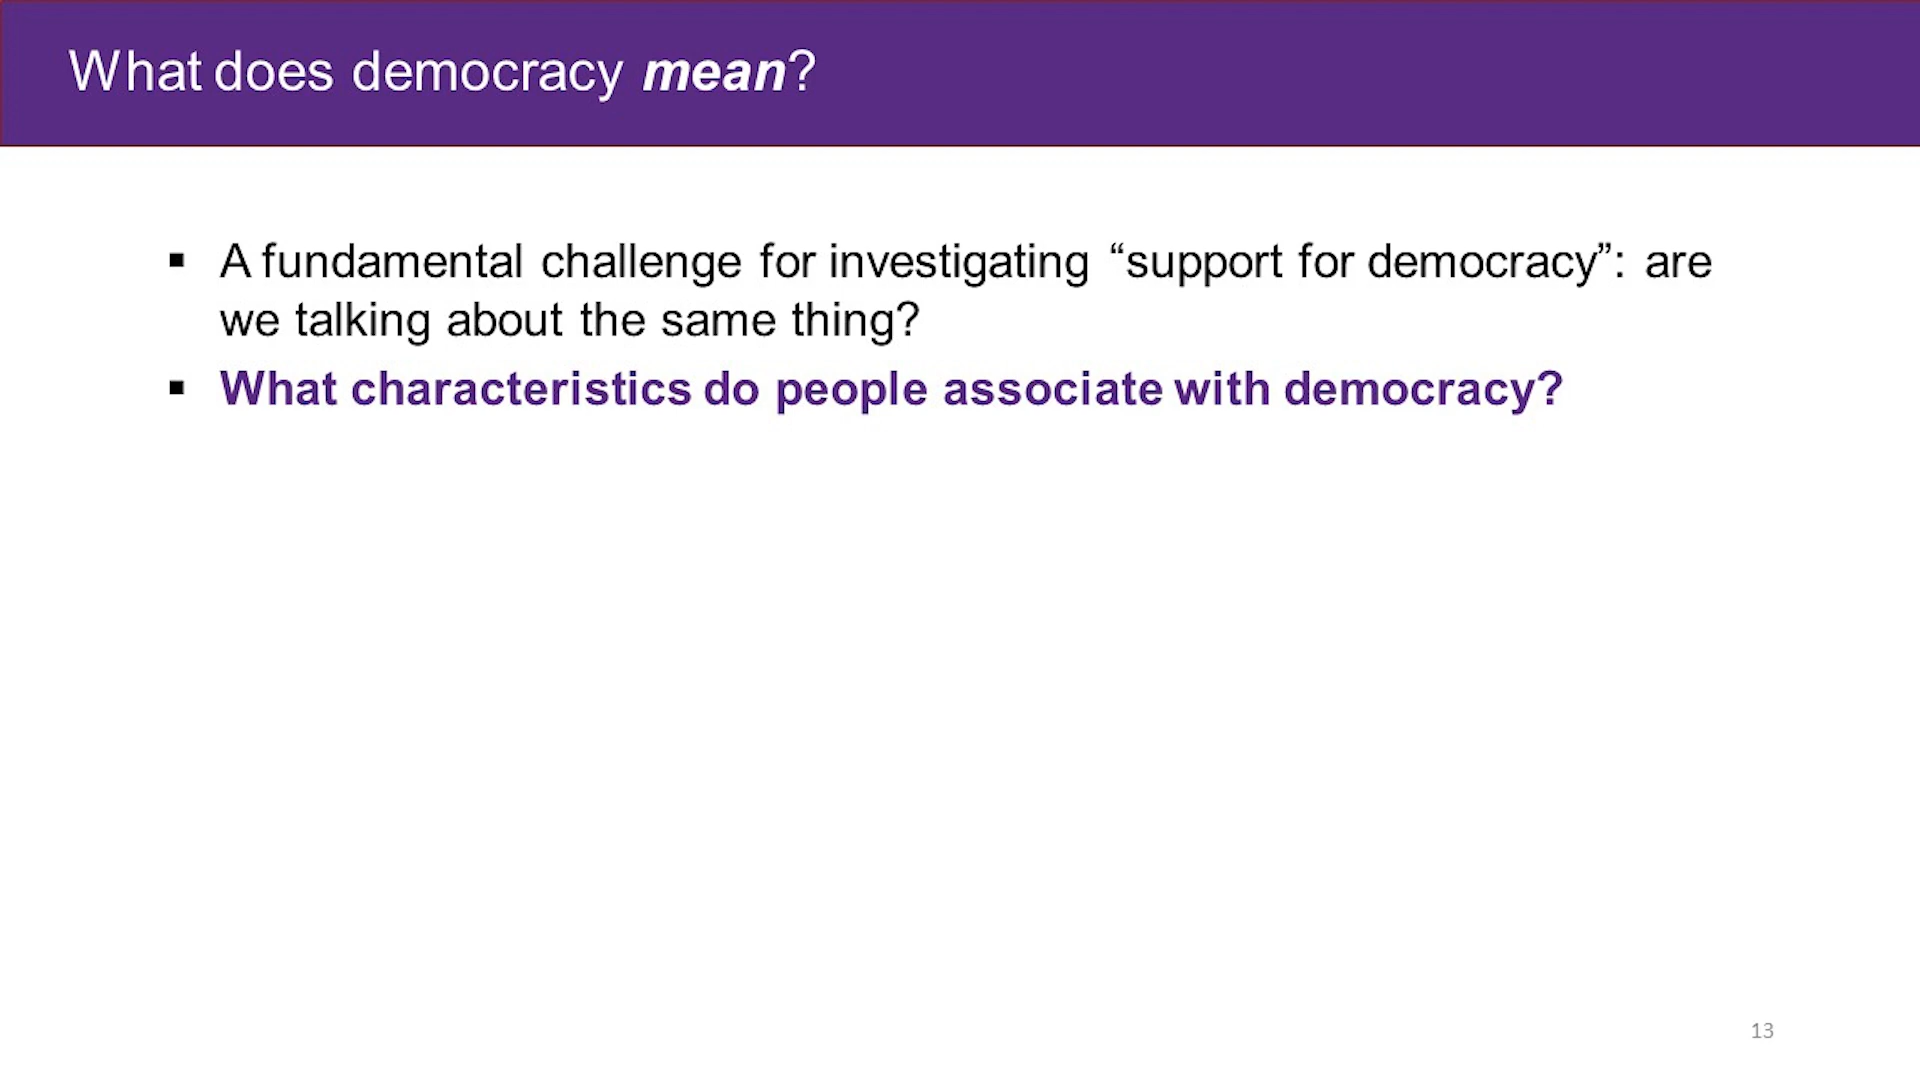 What does democracy mean?
▪ A fundamental challenge for investigating “support for democracy”: are
we talking about the same thing?
▪ What characteristics do people associate with democracy?
13